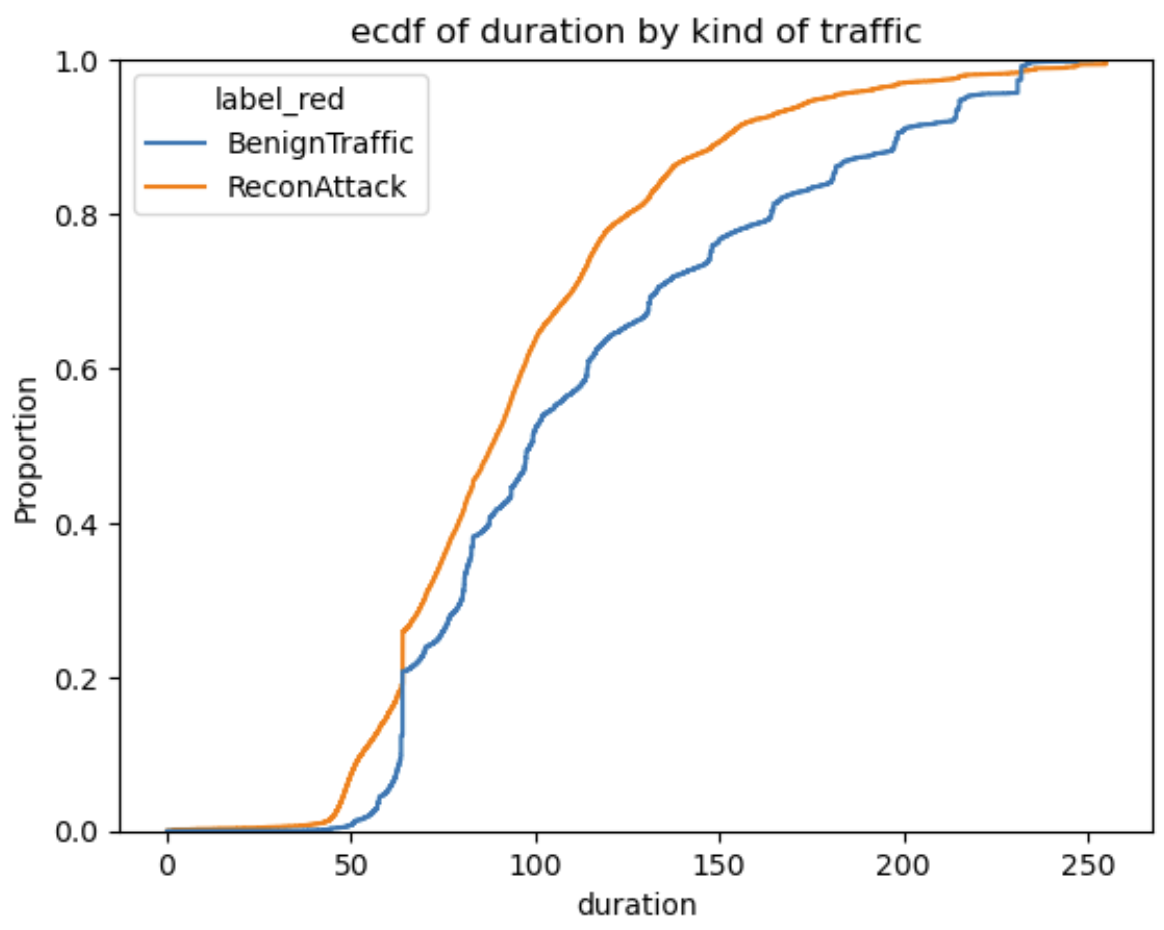 ecdf of duration by kind of traffic
label_red
BenignTraffic
ReconAttack
1.0
0.8
0.6
0.4
0.2
0.0
Proportion
0 50 100 150 200 250
duration